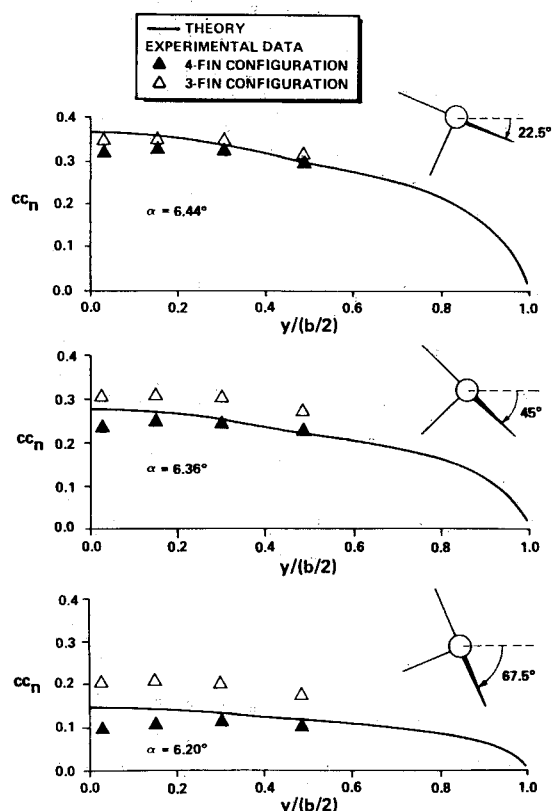 THEORY
EXPERIMENTAL DATA
4-FIN CONFIGURATION
3-FIN CONFIGURATION
0.4
0.3
0.2
0.1
0.0
ccn
α = 6.44°
22.5°
0.0 0.2 0.4 0.6 0.8 1.0
y/(b/2)
0.4
0.3
0.2
0.1
0.0
ccn
α = 6.36°
45°
0.0 0.2 0.4 0.6 0.8 1.0
y/(b/2)
0.4
0.3
0.2
0.1
0.0
ccn
α = 6.20°
67.5°
0.0 0.2 0.4 0.6 0.8 1.0
y/(b/2)